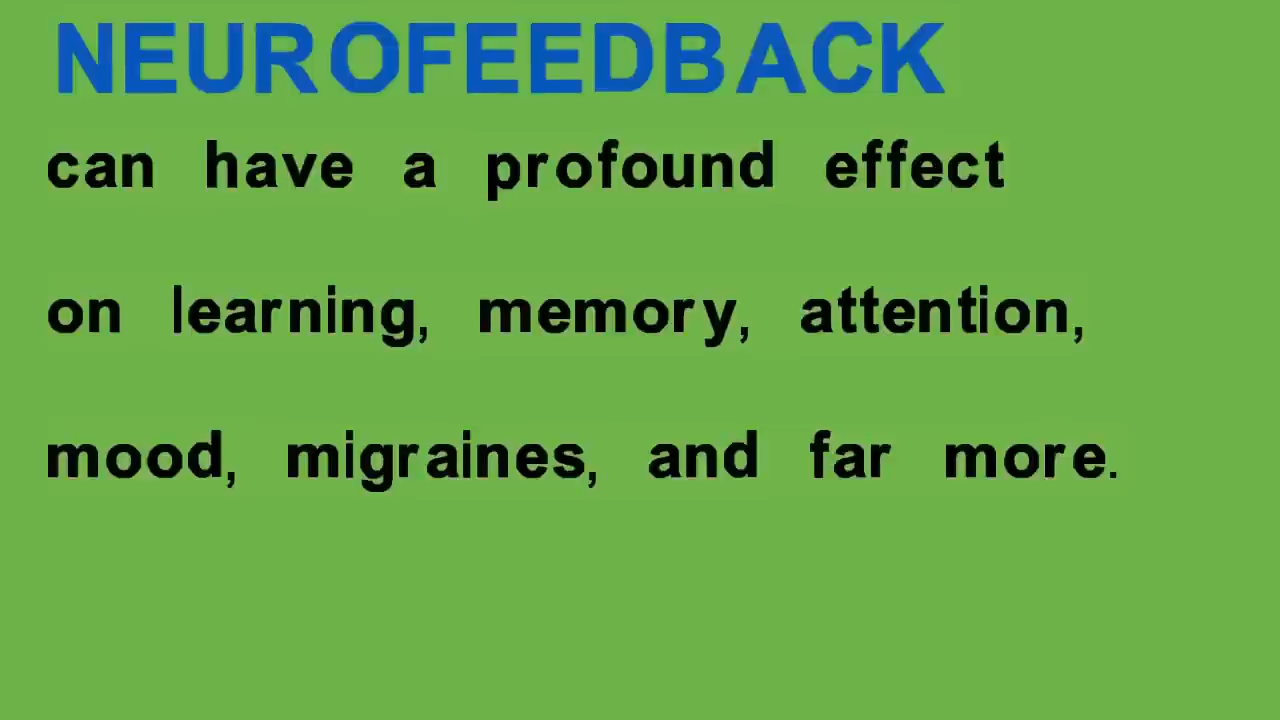 NEUROFEEDBACK
can have a profound effect
on learning, memory, attention,
mood, migraines, and far more.